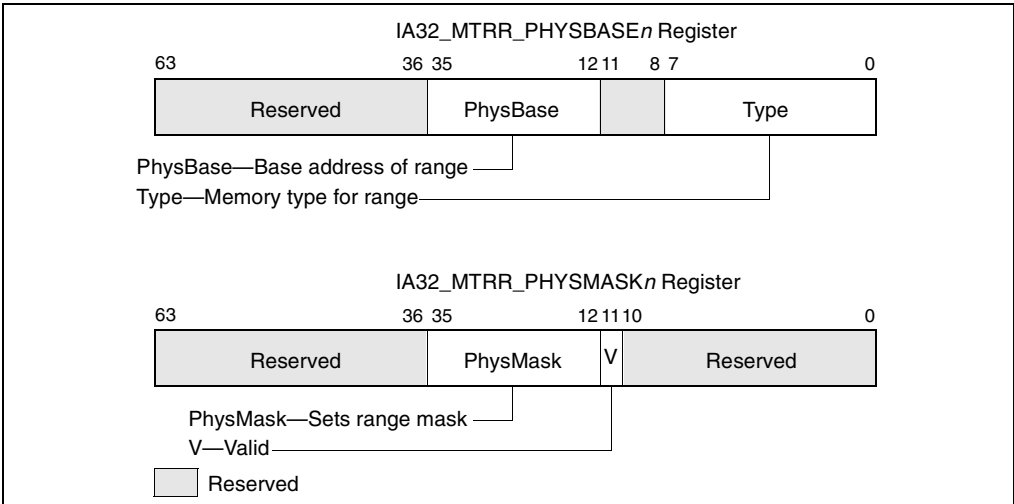 IA32_MTRR_PHYSBASEn Register
63 36 35 12 11 8 7 0
Reserved PhysBase Type
PhysBase—Base address of range
Type—Memory type for range
IA32_MTRR_PHYSMASKn Register
63 36 35 12 11 10 0
Reserved PhysMask V Reserved
PhysMask—Sets range mask
V—Valid
Reserved